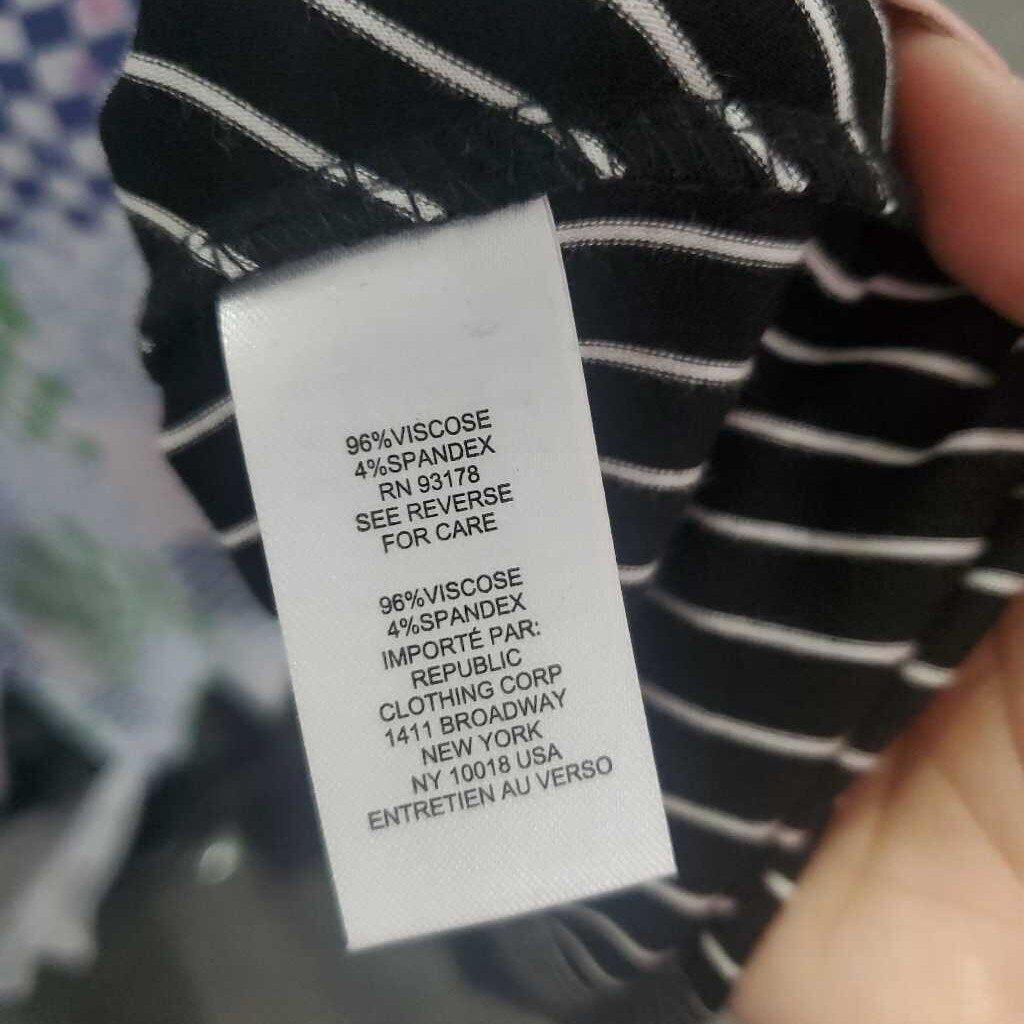 96%VISCOSE
4%SPANDEX
RN 93178
SEE REVERSE
FOR CARE
96%VISCOSE
4%SPANDEX
IMPORTÉ PAR:
REPUBLIC
CLOTHING CORP
1411 BROADWAY
NEW YORK
NY 10018 USA
ENTRETIEN AU VERSO